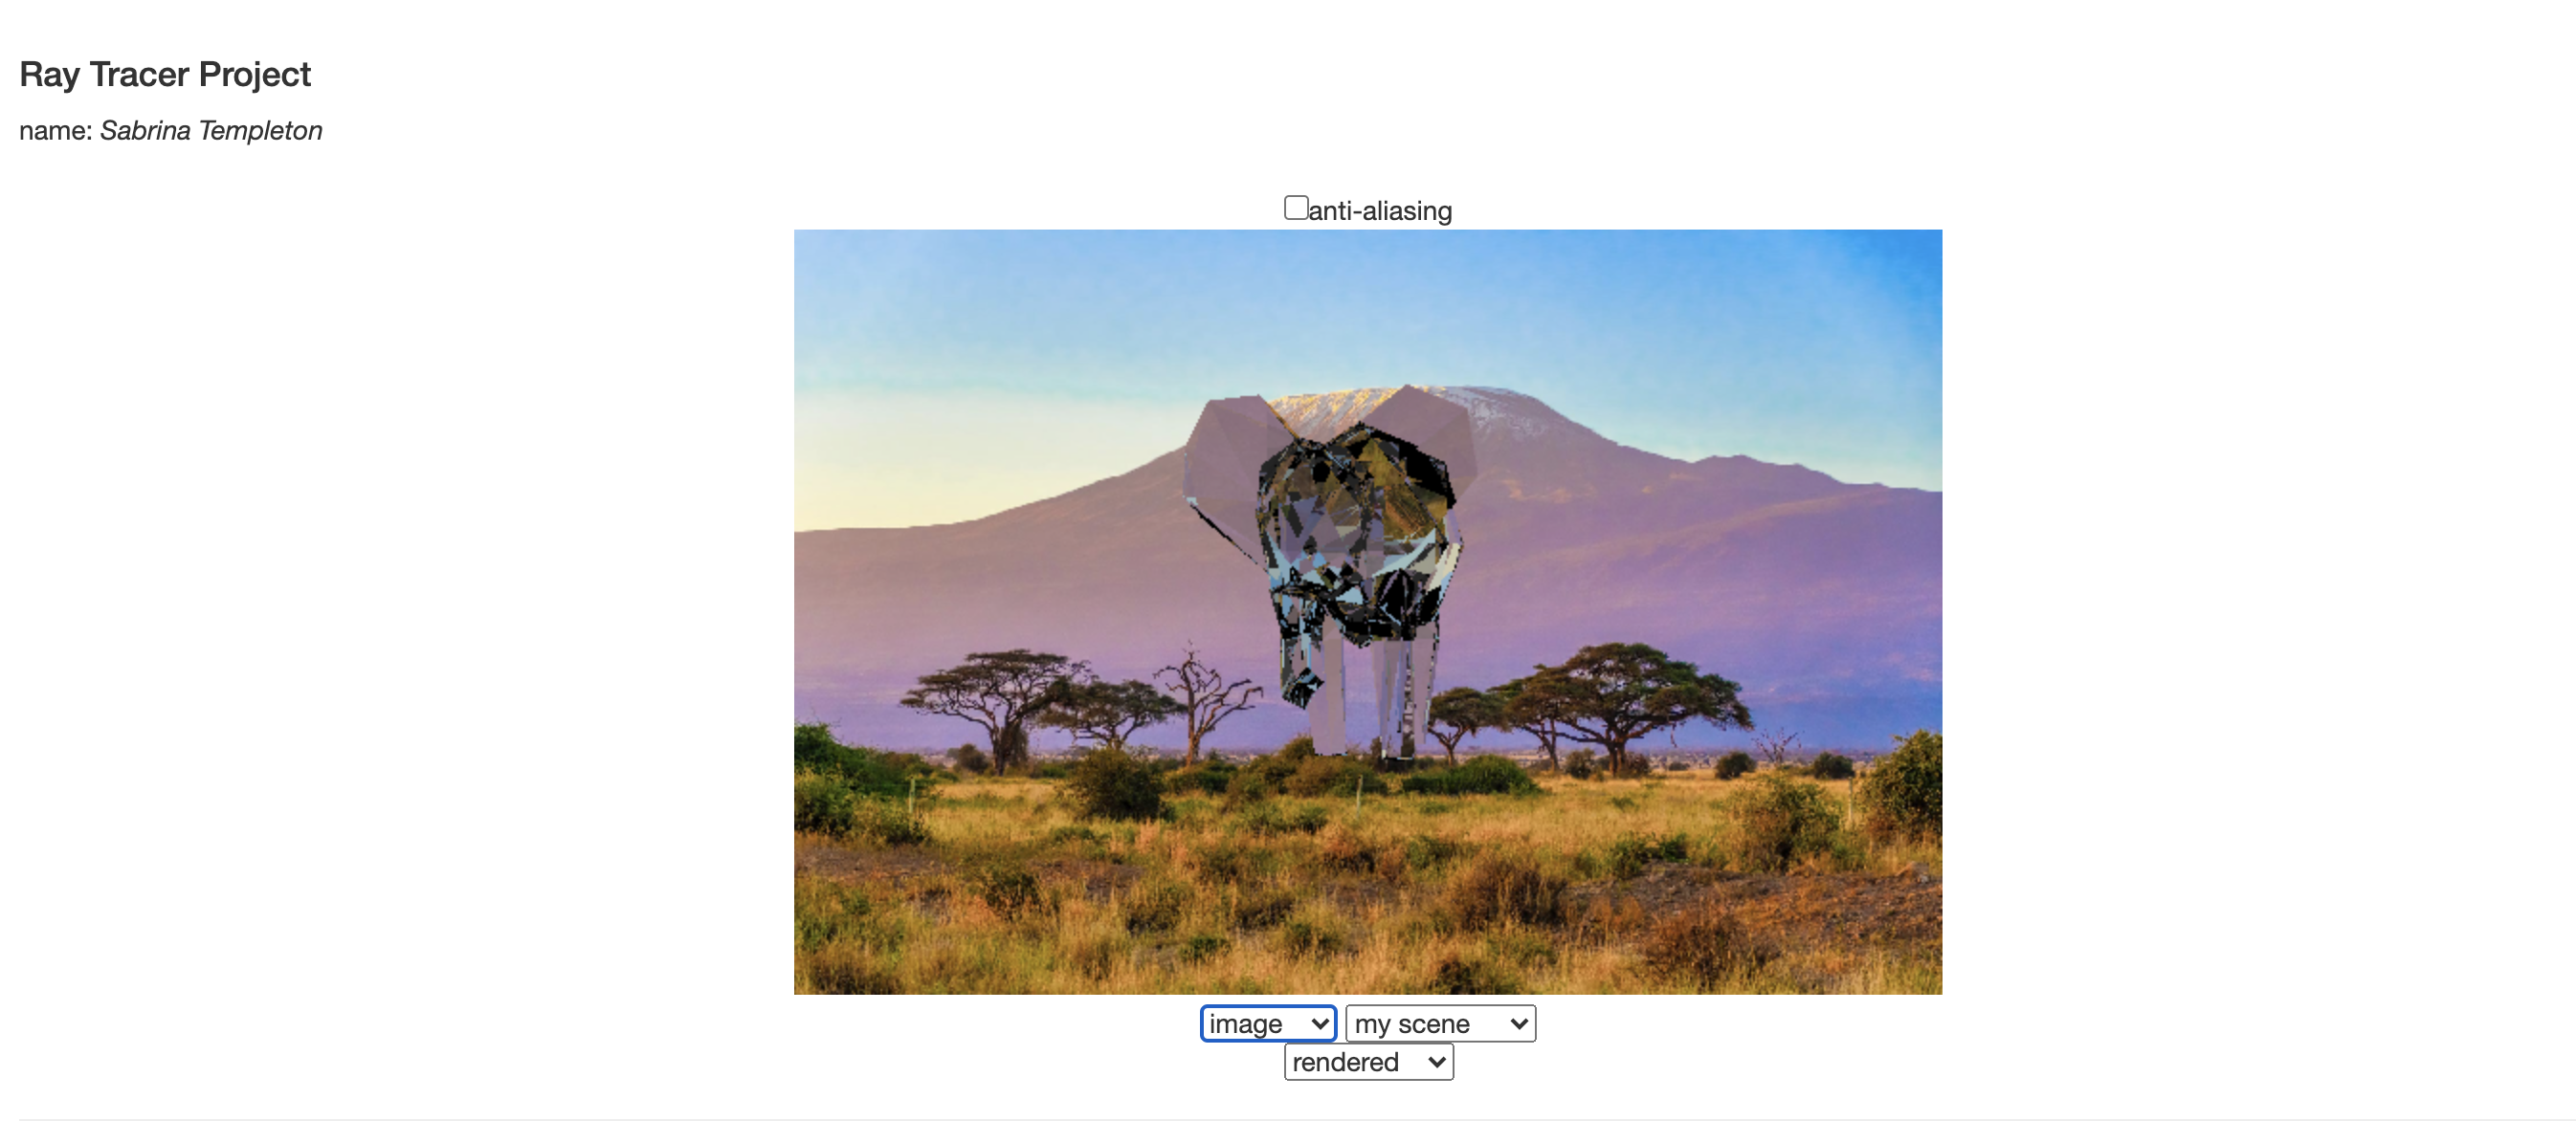 Ray Tracer Project
name: Sabrina Templeton
anti-aliasing
image my scene
rendered